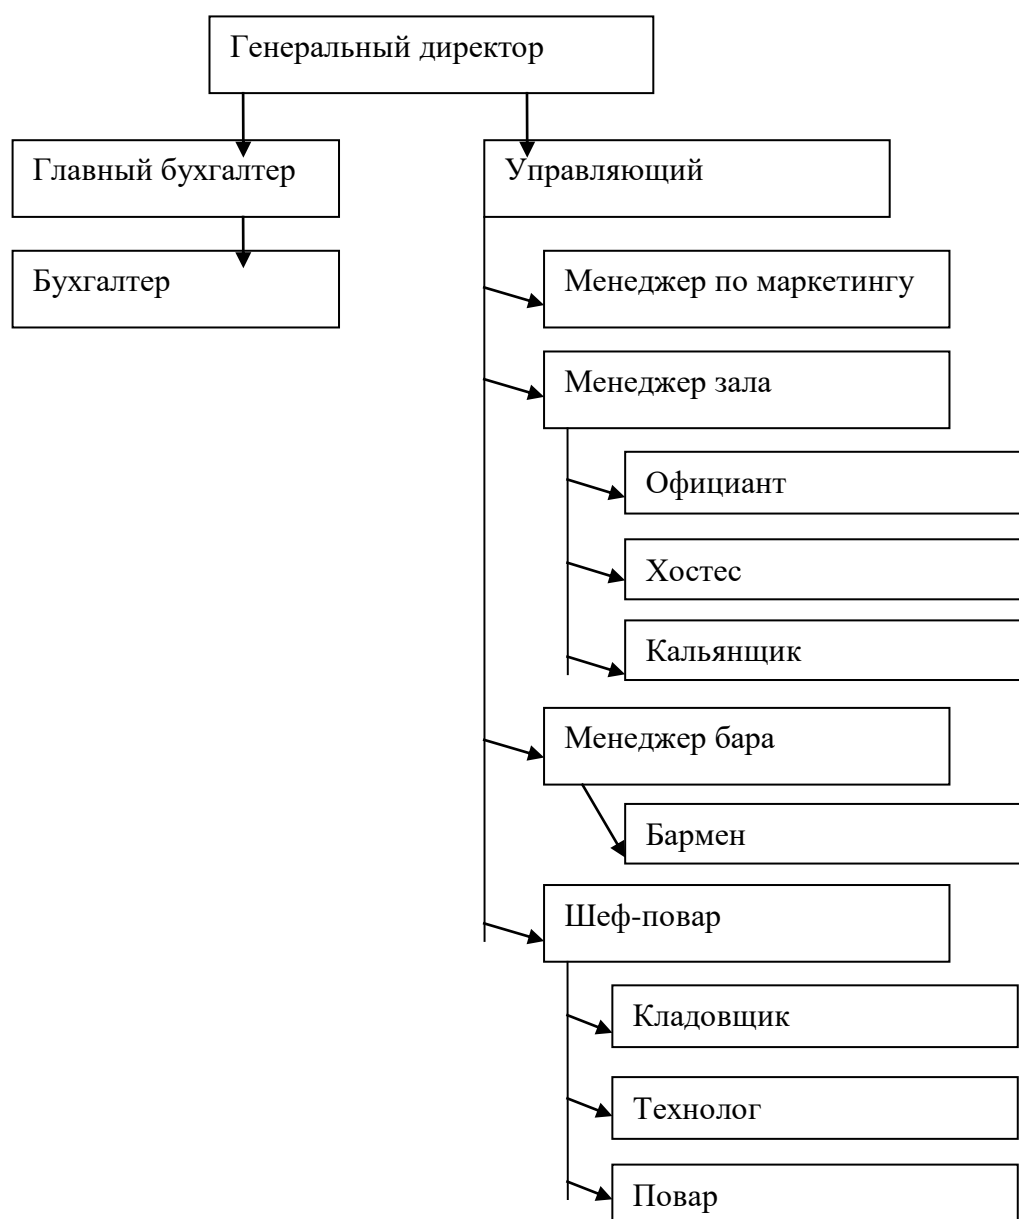 Генеральный директор
Главный бухгалтер
Управляющий
Бухгалтер
Менеджер по маркетингу
Менеджер зала
Официант
Хостес
Кальянщик
Менеджер бара
Бармен
Шеф-повар
Кладовщик
Технолог
Повар